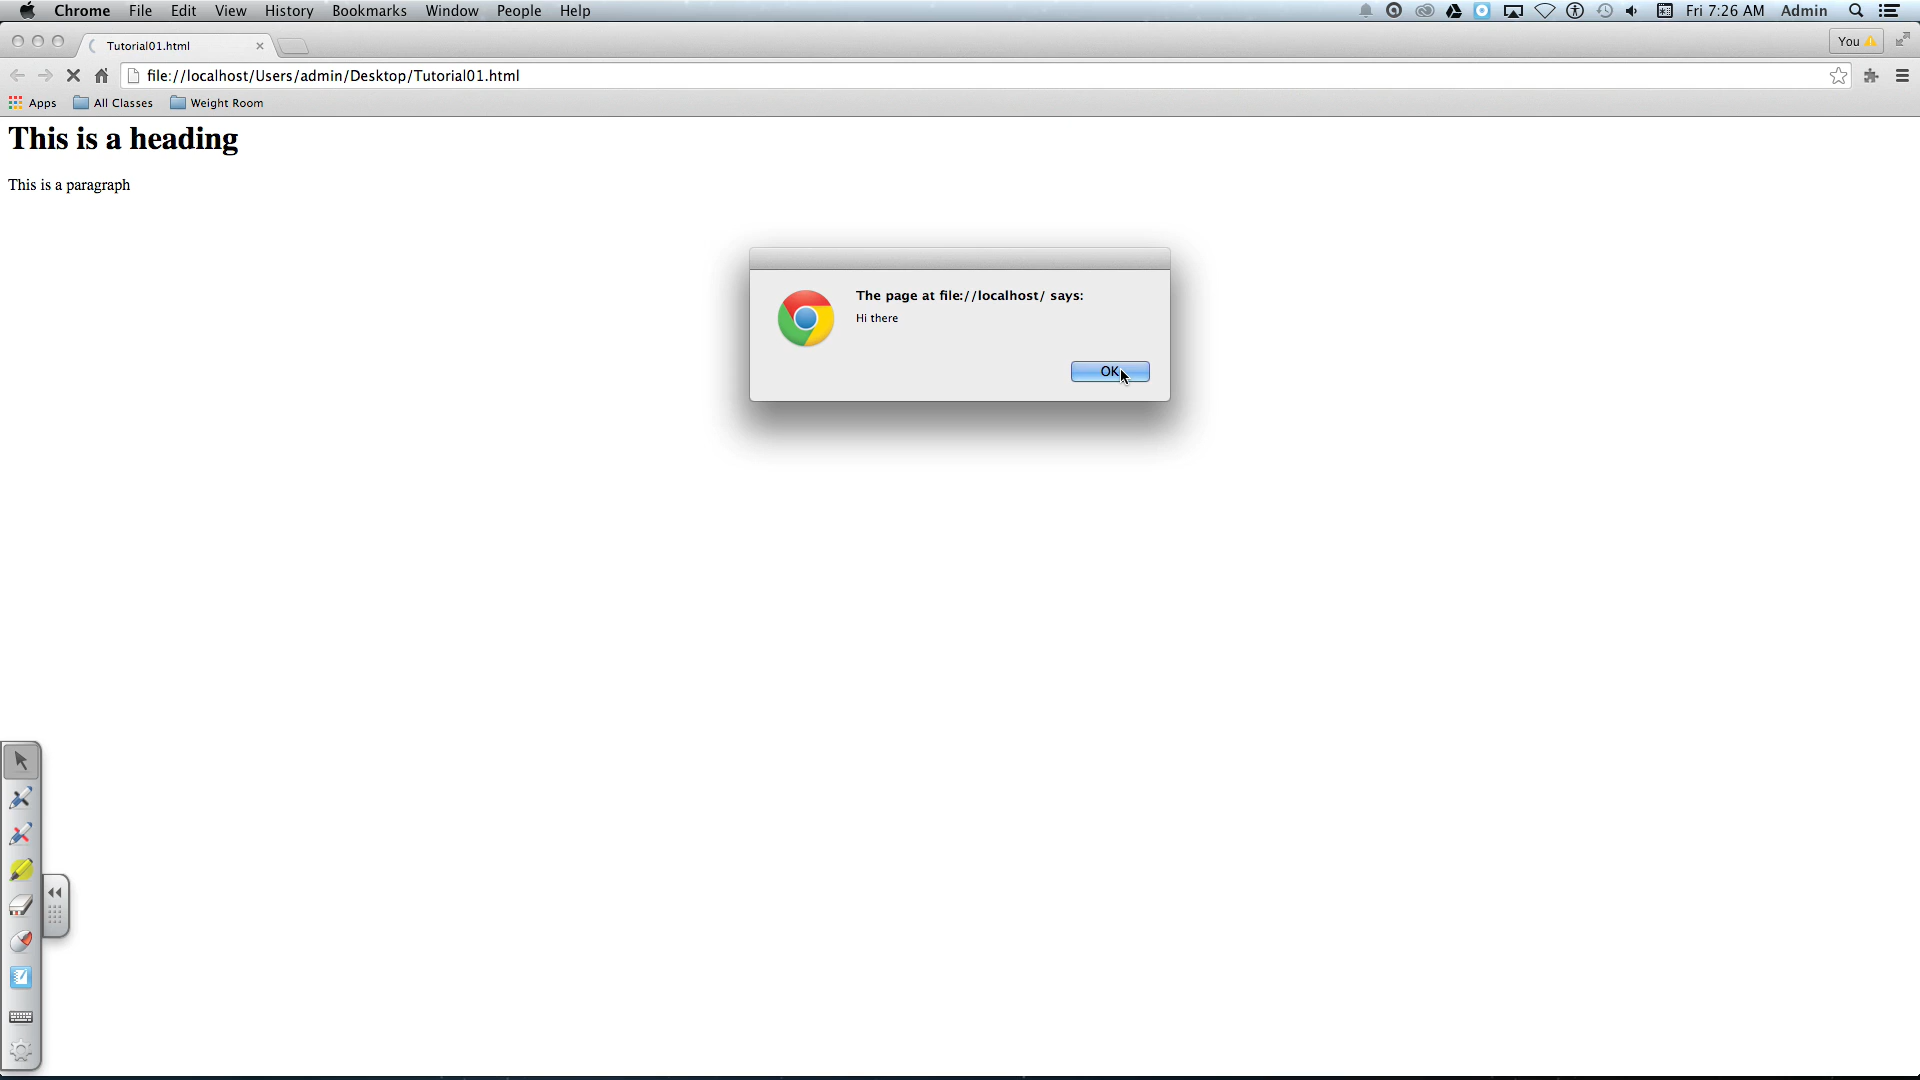 Chrome File Edit View History Bookmarks Window People Help Fri 7:26 AM Admin
Tutorial01.html You
file://localhost/Users/admin/Desktop/Tutorial01.html
Apps All Classes Weight Room
This is a heading
This is a paragraph
The page at file://localhost/ says:
Hi there
OK